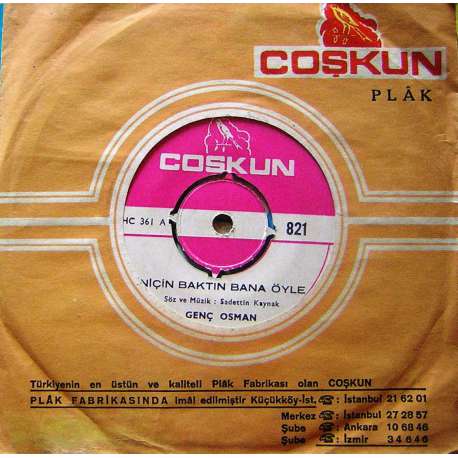 COŞKUN
PLÂK
COŞKUN
HC 361 A
821
NİÇİN BAKTIN BANA ÖYLE
Söz ve Müzik : Sadettin Kaynak
GENÇ OSMAN
Türkiyenin en üstün ve kaliteli Plâk Fabrikası olan COŞKUN
PLÂK FABRİKASINDA imâl edilmiştir Küçükköy-İst. ☎: İstanbul 21 62 01
Merkez ☎: İstanbul 27 28 57
Şube ☎: Ankara 10 68 46
Şube ☎: İzmir 3 4 6 4 6